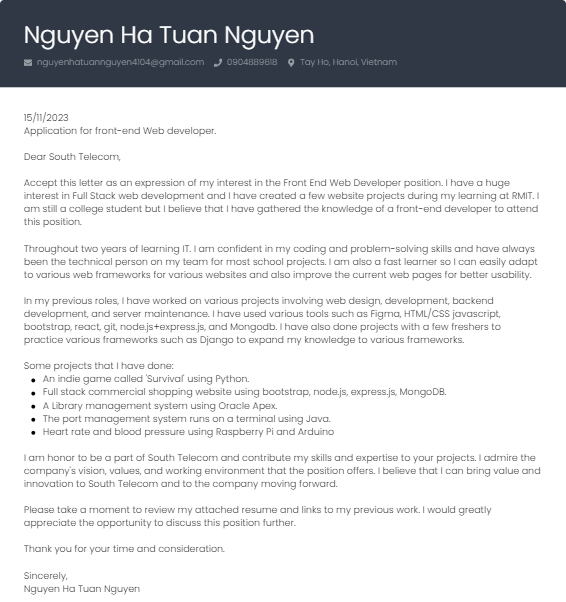 Nguyen Ha Tuan Nguyen
nguyenhatuannguyen4104@gmail.com 0904889618 Tay Ho, Hanoi, Vietnam
15/11/2023
Application for front-end Web developer.
Dear South Telecom,
Accept this letter as an expression of my interest in the Front End Web Developer position. I have a huge
interest in Full Stack web development and I have created a few website projects during my learning at RMIT. I
am still a college student but I believe that I have gathered the knowledge of a front-end developer to attend
this position.
Throughout two years of learning IT. I am confident in my coding and problem-solving skills and have always
been the technical person on my team for most school projects. I am also a fast learner so I can easily adapt
to various web frameworks for various websites and also improve the current web pages for better usability.
In my previous roles, I have worked on various projects involving web design, development, backend
development, and server maintenance. I have used various tools such as Figma, HTML/CSS javascript,
bootstrap, react, git, node.js+express.js, and Mongodb. I have also done projects with a few freshers to
practice various frameworks such as Django to expand my knowledge to various frameworks.
Some projects that I have done:
● An indie game called 'Survival' using Python.
● Full stack commercial shopping website using bootstrap, node.js, express.js, MongoDB.
● A Library management system using Oracle Apex.
● The port management system runs on a terminal using Java.
● Heart rate and blood pressure using Raspberry Pi and Arduino
I am honor to be a part of South Telecom and contribute my skills and expertise to your projects. I admire the
company's vision, values, and working environment that the position offers. I believe that I can bring value and
innovation to South Telecom and to the company moving forward.
Please take a moment to review my attached resume and links to my previous work. I would greatly
appreciate the opportunity to discuss this position further.
Thank you for your time and consideration.
Sincerely,
Nguyen Ha Tuan Nguyen